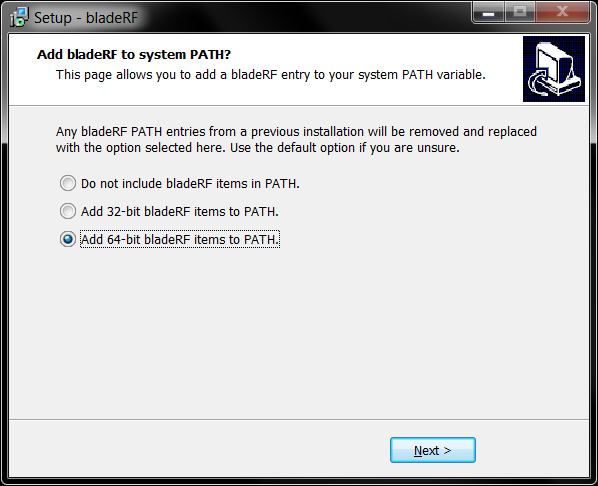 Setup - bladeRF
Add bladeRF to system PATH?
This page allows you to add a bladeRF entry to your system PATH variable.
Any bladeRF PATH entries from a previous installation will be removed and replaced
with the option selected here. Use the default option if you are unsure.
Do not include bladeRF items in PATH.
Add 32-bit bladeRF items to PATH.
Add 64-bit bladeRF items to PATH.
Next >